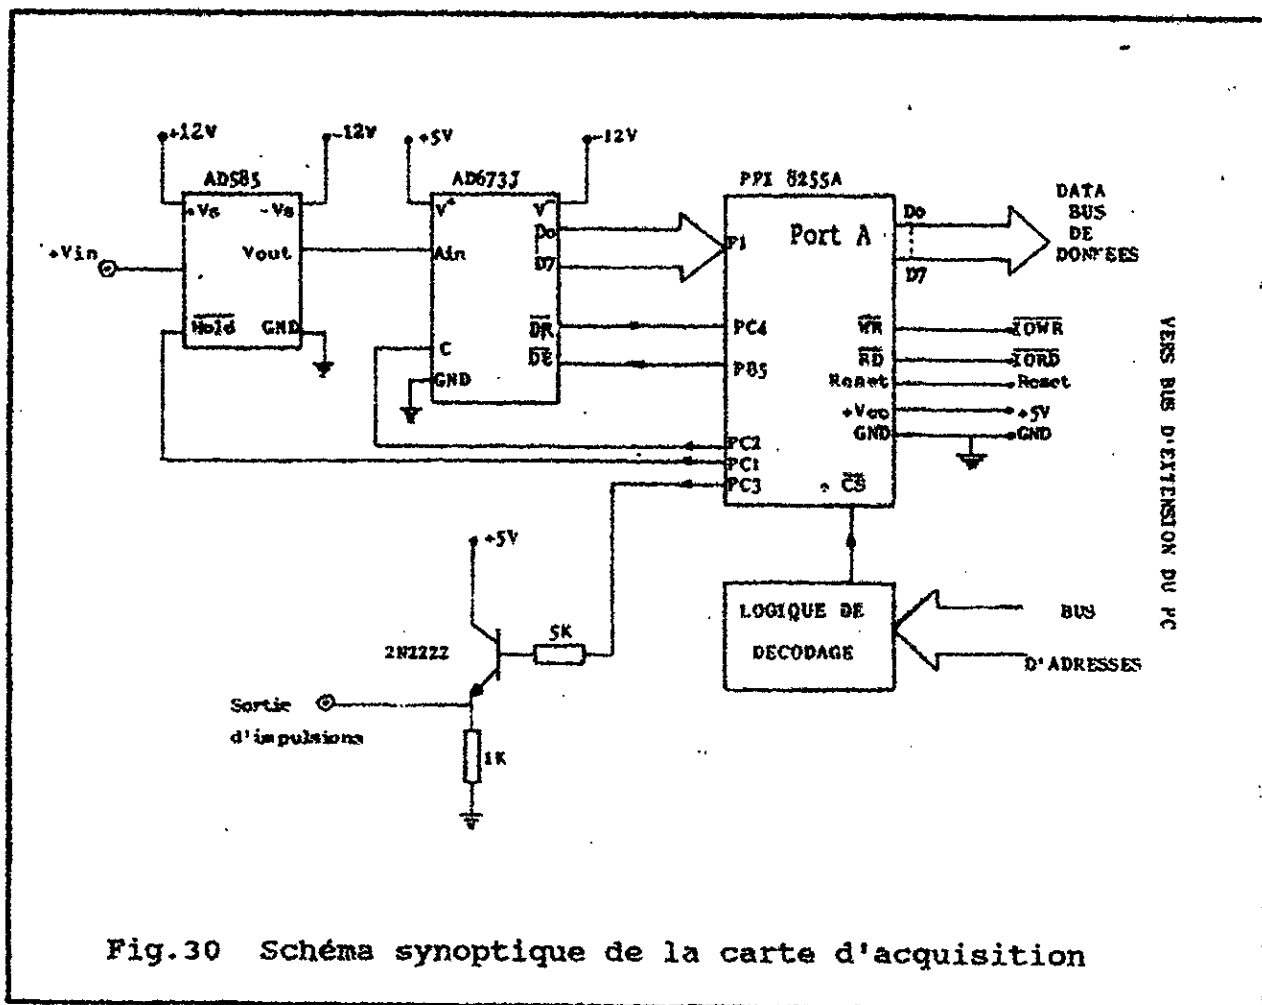 +12V
-12V
+5V
-12V
AD585
AD673J
PPI 8255A
+Vs
-Vs
V+
V-
Do
D7
P1
Port A
Do
D7
DATA
BUS
DE
DONNEES
+Vin
Vout
Ain
Hold
GND
C
GND
DR
DE
PC4
PB5
WR
RD
Reset
+Vcc
GND
IOWR
IORD
Reset
+5V
GND
PC2
PC1
PC3
CS
VERS BUS D'EXTENSION DU PC
+5V
2N2222
5K
LOGIQUE DE
DECODAGE
BUS
D'ADRESSES
Sortie
d'impulsions
1K
Fig.30 Schéma synoptique de la carte d'acquisition